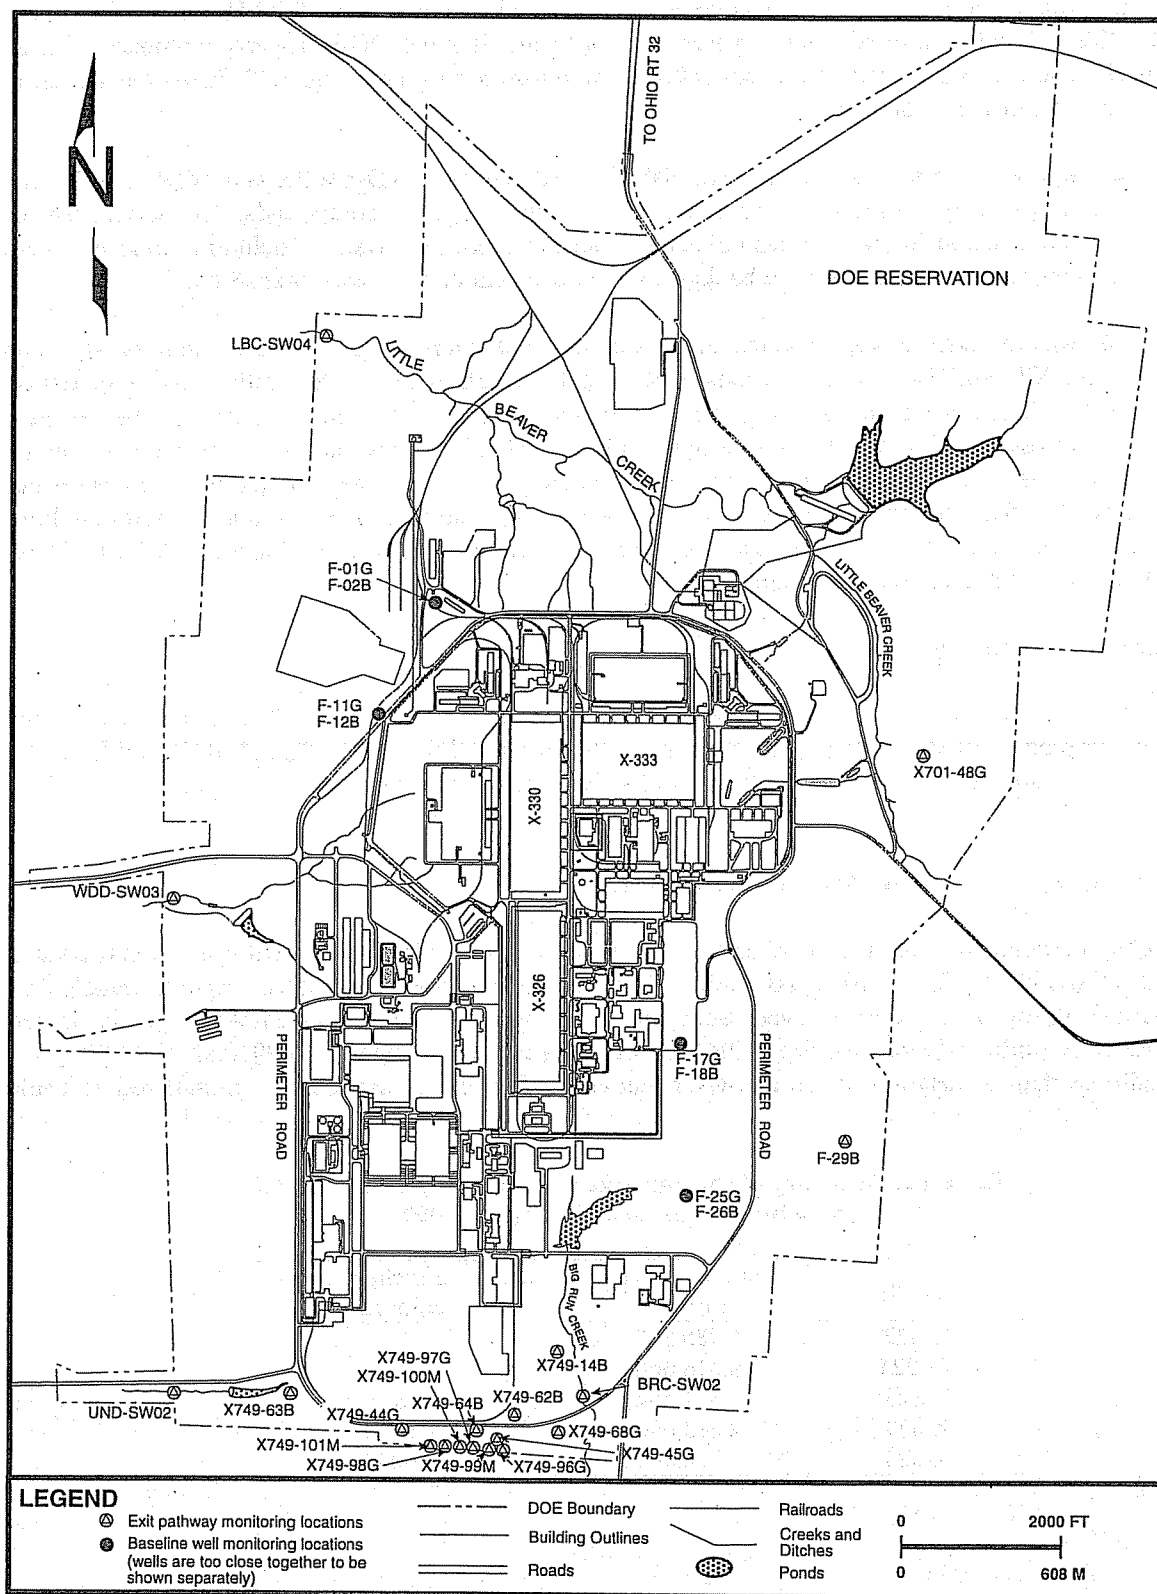 TO OHIO RT 32
N
DOE RESERVATION
LBC-SW04
LITTLE
BEAVER
CREEK
LITTLE BEAVER CREEK
F-01G
F-02B
F-11G
F-12B
X-333
X-330
X701-48G
WDD-SW03
X-326
F-17G
F-18B
PERIMETER ROAD
PERIMETER ROAD
F-29B
F-25G
F-26B
BIG RUN CREEK
X749-97G
X749-100M
X749-14B
X749-64B
X749-62B
BRC-SW02
UND-SW02
X749-63B
X749-44G
X749-68G
X749-101M
X749-45G
X749-98G
X749-99M
X749-96G
LEGEND
Exit pathway monitoring locations
Baseline well monitoring locations
(wells are too close together to be
shown separately)
DOE Boundary
Building Outlines
Roads
Railroads
Creeks and
Ditches
Ponds
0 2000 FT
0 608 M